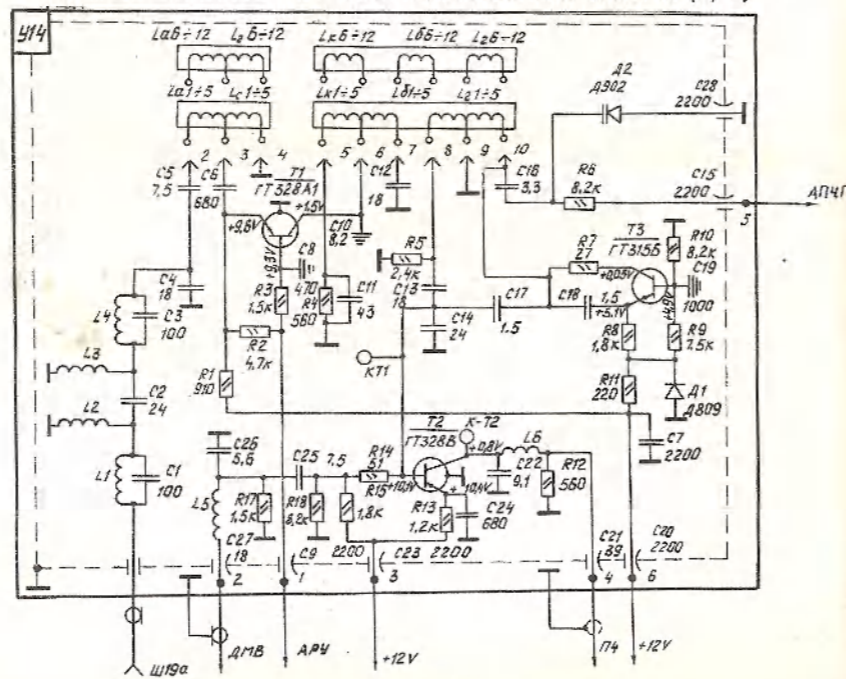 У14
Lа6÷12 Lг6÷12 Lк6÷12 Lб6÷12 Lг6÷12
Lа1÷5 Lс1÷5 Lк1÷5 Lб1÷5 Lг1÷5
Д2
Д902
С28
2200
2 3 4 5 6 7 8 9 10
С5
7,5
С6
680
Т1
ГТ328А1
С12
18
С16
3,3
R6
8,2к
С15
2200
5
АПЧГ
+9,6V
+1,5V
+9,3V
С10
8,2
R5
2,4к
R7
27
Т3
ГТ315Б
R10
8,2к
С19
1000
С4
18
С8
470
R3
1,5к
R4
560
С11
43
С13
18
С17
1,5
С18
1,5
+5,1V
+4,9V
L4
С3
100
R2
4,7к
С14
24
R8
1,8к
R9
7,5к
L3
С2
24
R1
910
КТ1
R11
220
Д1
Д809
L2
Т2
ГТ328В
К-Т2
+0,8V
L6
С7
2200
С26
5,6
С25
7,5
R14
51
+10,1V
L1
С1
100
R15
1,8к
+10,4V
С22
9,1
R12
560
L5
R17
1,5к
R18
8,2к
R13
1,2к
С24
680
С27
18
С9
2200
С23
2200
С21
39
С20
2200
2 1 3 4 6
ДМВ АРУ +12V ПЧ +12V
Ш19а